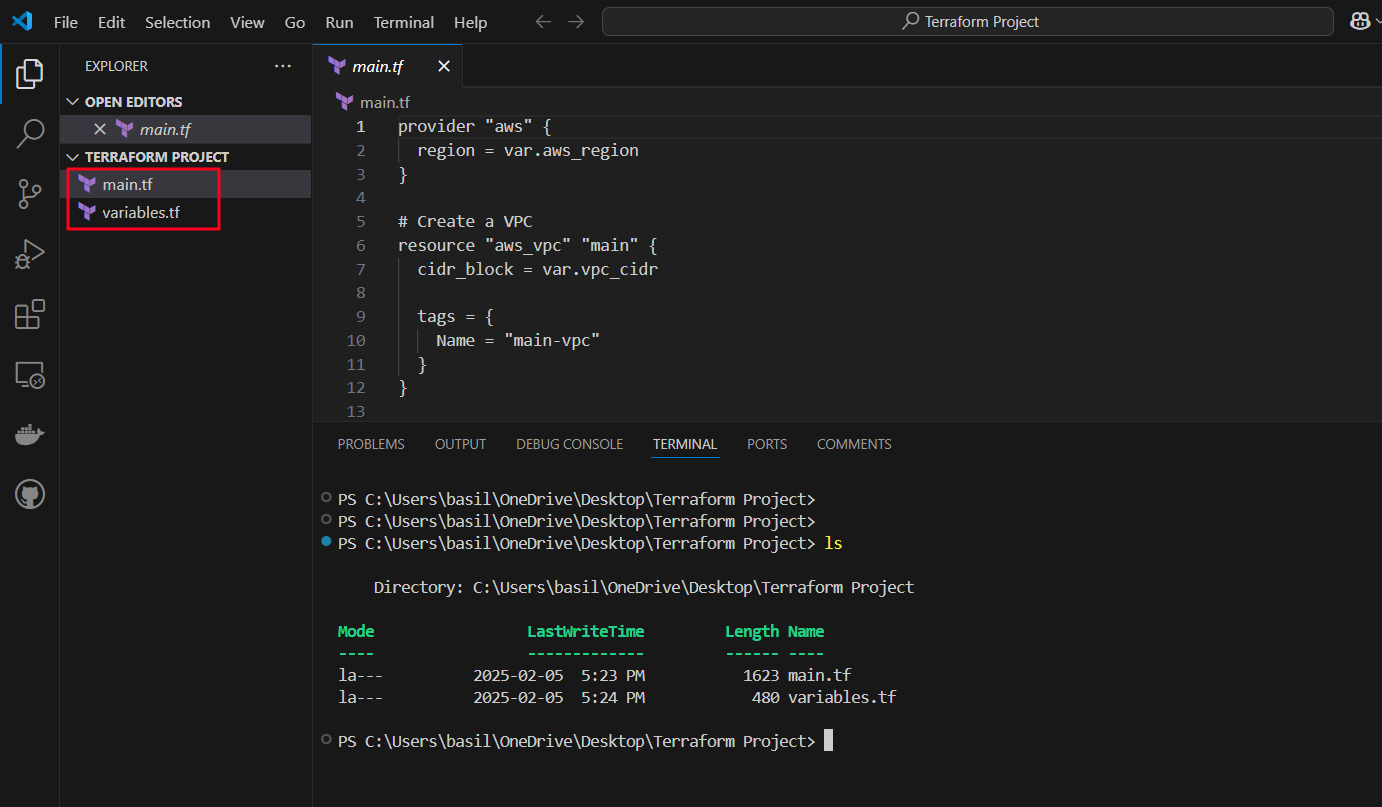 File Edit Selection View Go Run Terminal Help
Terraform Project
EXPLORER
OPEN EDITORS
main.tf
TERRAFORM PROJECT
main.tf
variables.tf
main.tf
main.tf
1 provider "aws" {
2 region = var.aws_region
3 }
4
5 # Create a VPC
6 resource "aws_vpc" "main" {
7 cidr_block = var.vpc_cidr
8
9 tags = {
10 Name = "main-vpc"
11 }
12 }
13
PROBLEMS OUTPUT DEBUG CONSOLE TERMINAL PORTS COMMENTS
PS C:\Users\basil\OneDrive\Desktop\Terraform Project>
PS C:\Users\basil\OneDrive\Desktop\Terraform Project>
PS C:\Users\basil\OneDrive\Desktop\Terraform Project> ls
Directory: C:\Users\basil\OneDrive\Desktop\Terraform Project
Mode LastWriteTime Length Name
---- ------------- ------ ----
la--- 2025-02-05 5:23 PM 1623 main.tf
la--- 2025-02-05 5:24 PM 480 variables.tf
PS C:\Users\basil\OneDrive\Desktop\Terraform Project>